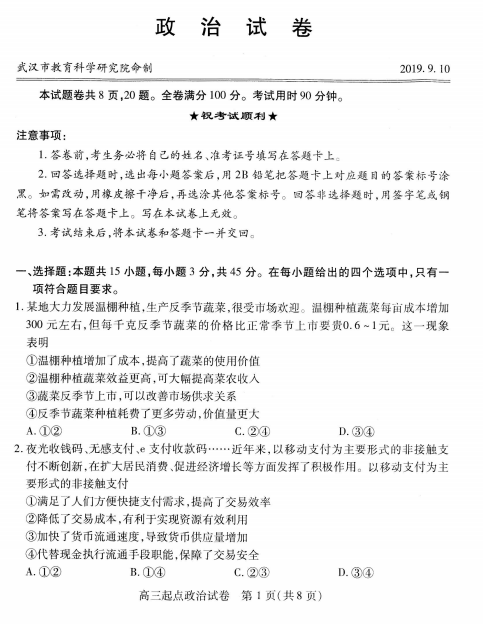 政 治 试 卷
武汉市教育科学研究院命制 2019.9.10
本试题卷共 8 页,20 题。全卷满分 100 分。考试用时 90 分钟。
★祝考试顺利★
注意事项:
1. 答卷前,考生务必将自己的姓名、准考证号填写在答题卡上。
2. 回答选择题时,选出每小题答案后,用 2B 铅笔把答题卡上对应题目的答案标号涂
黑。如需改动,用橡皮擦干净后,再选涂其他答案标号。回答非选择题时,用签字笔或钢
笔将答案写在答题卡上。写在本试卷上无效。
3. 考试结束后,将本试卷和答题卡一并交回。
一、选择题:本题共 15 小题,每小题 3 分,共 45 分。在每小题给出的四个选项中,只有一
项符合题目要求。
1. 某地大力发展温棚种植,生产反季节蔬菜,很受市场欢迎。温棚种植蔬菜每亩成本增加
300 元左右,但每千克反季节蔬菜的价格比正常季节上市要贵0.6~1元。这一现象
表明
①温棚种植增加了成本,提高了蔬菜的使用价值
②温棚种植蔬菜效益更高,可大幅提高菜农收入
③蔬菜反季节上市,可以改善市场供求关系
④反季节蔬菜种植耗费了更多劳动,价值量更大
A. ①② B. ①③ C. ②④ D. ③④
2. 夜光收钱码、无感支付、e 支付收款码……近年来,以移动支付为主要形式的非接触支
付不断创新,在扩大居民消费、促进经济增长等方面发挥了积极作用。以移动支付为主
要形式的非接触支付
①满足了人们方便快捷支付需求,提高了交易效率
②降低了交易成本,有利于实现资源有效利用
③加快了货币流通速度,导致货币供应量增加
④代替现金执行流通手段职能,保障了交易安全
A. ①② B. ①④ C. ②③ D. ③④
高三起点政治试卷 第 1 页(共 8 页)